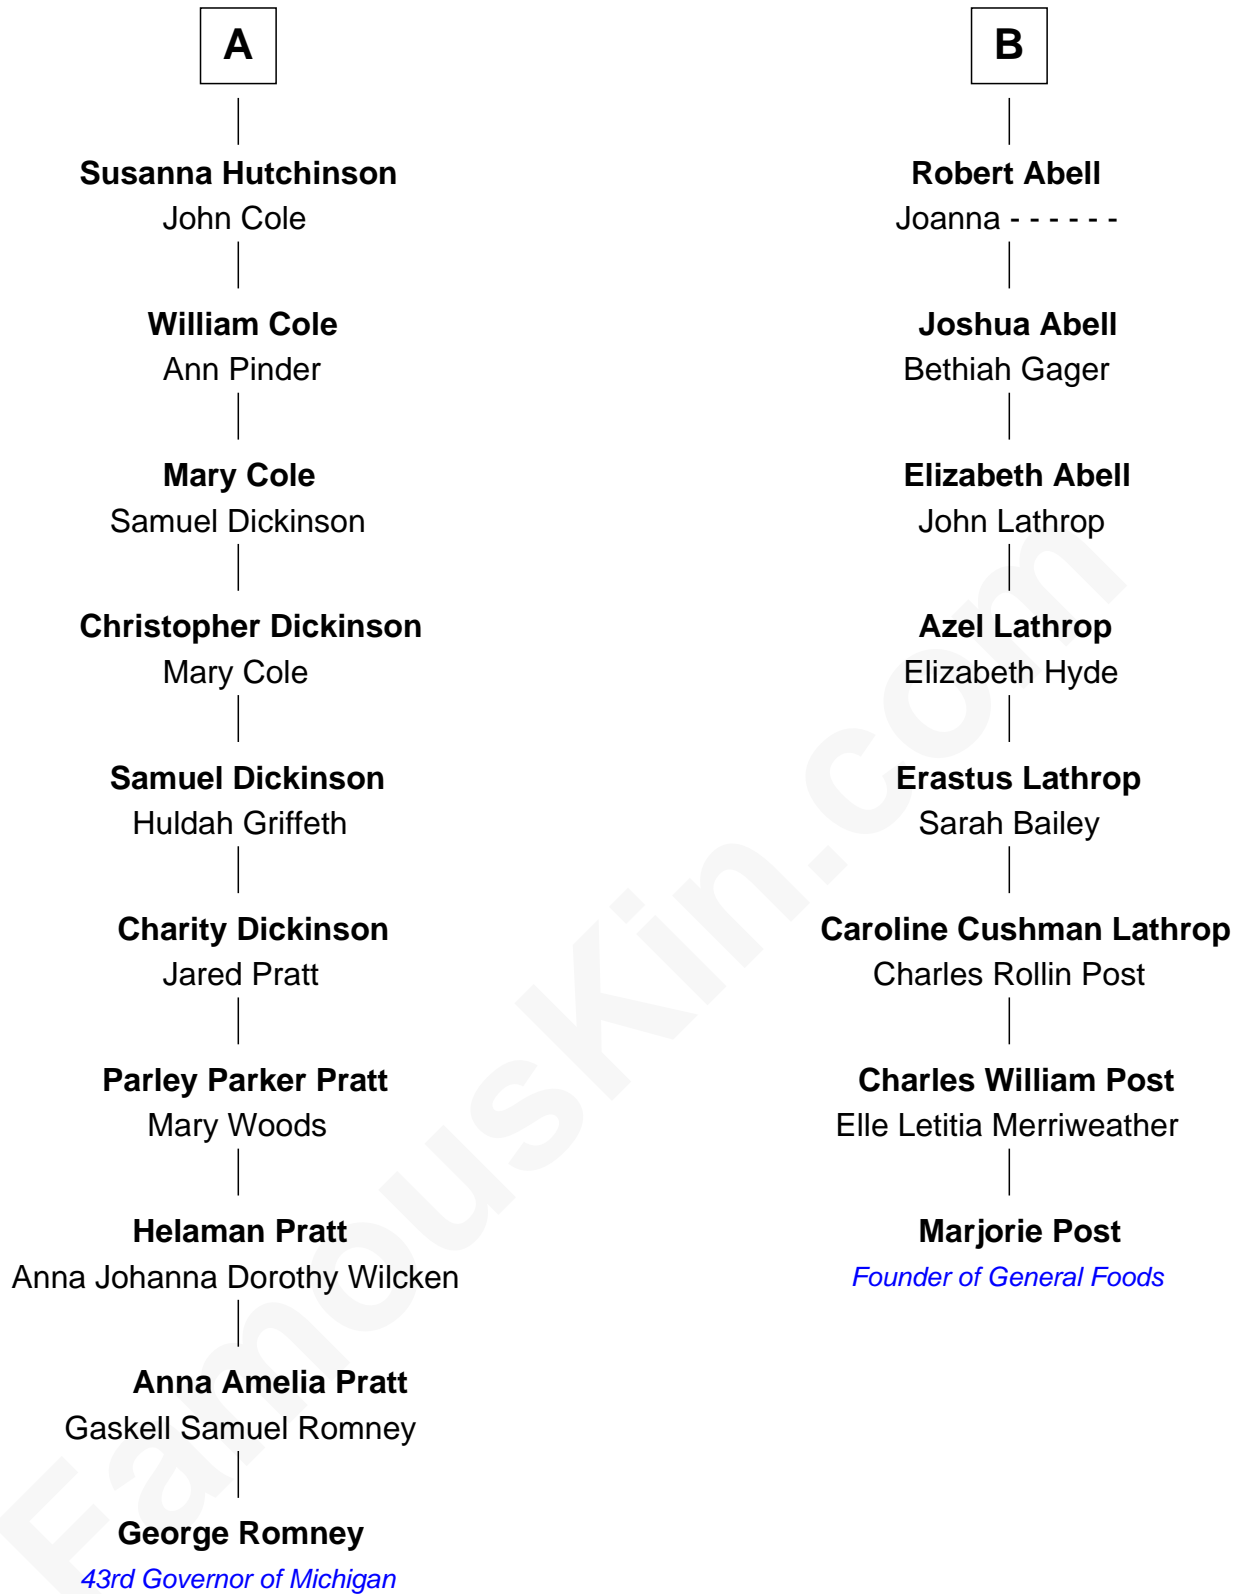 A
Susanna Hutchinson
John Cole
William Cole
Ann Pinder
Mary Cole
Samuel Dickinson
Christopher Dickinson
Mary Cole
Samuel Dickinson
Huldah Griffeth
Charity Dickinson
Jared Pratt
Parley Parker Pratt
Mary Woods
Helaman Pratt
Anna Johanna Dorothy Wilcken
Anna Amelia Pratt
Gaskell Samuel Romney
George Romney
43rd Governor of Michigan
B
Robert Abell
Joanna - - - - - -
Joshua Abell
Bethiah Gager
Elizabeth Abell
John Lathrop
Azel Lathrop
Elizabeth Hyde
Erastus Lathrop
Sarah Bailey
Caroline Cushman Lathrop
Charles Rollin Post
Charles William Post
Elle Letitia Merriweather
Marjorie Post
Founder of General Foods
FamousKin.com